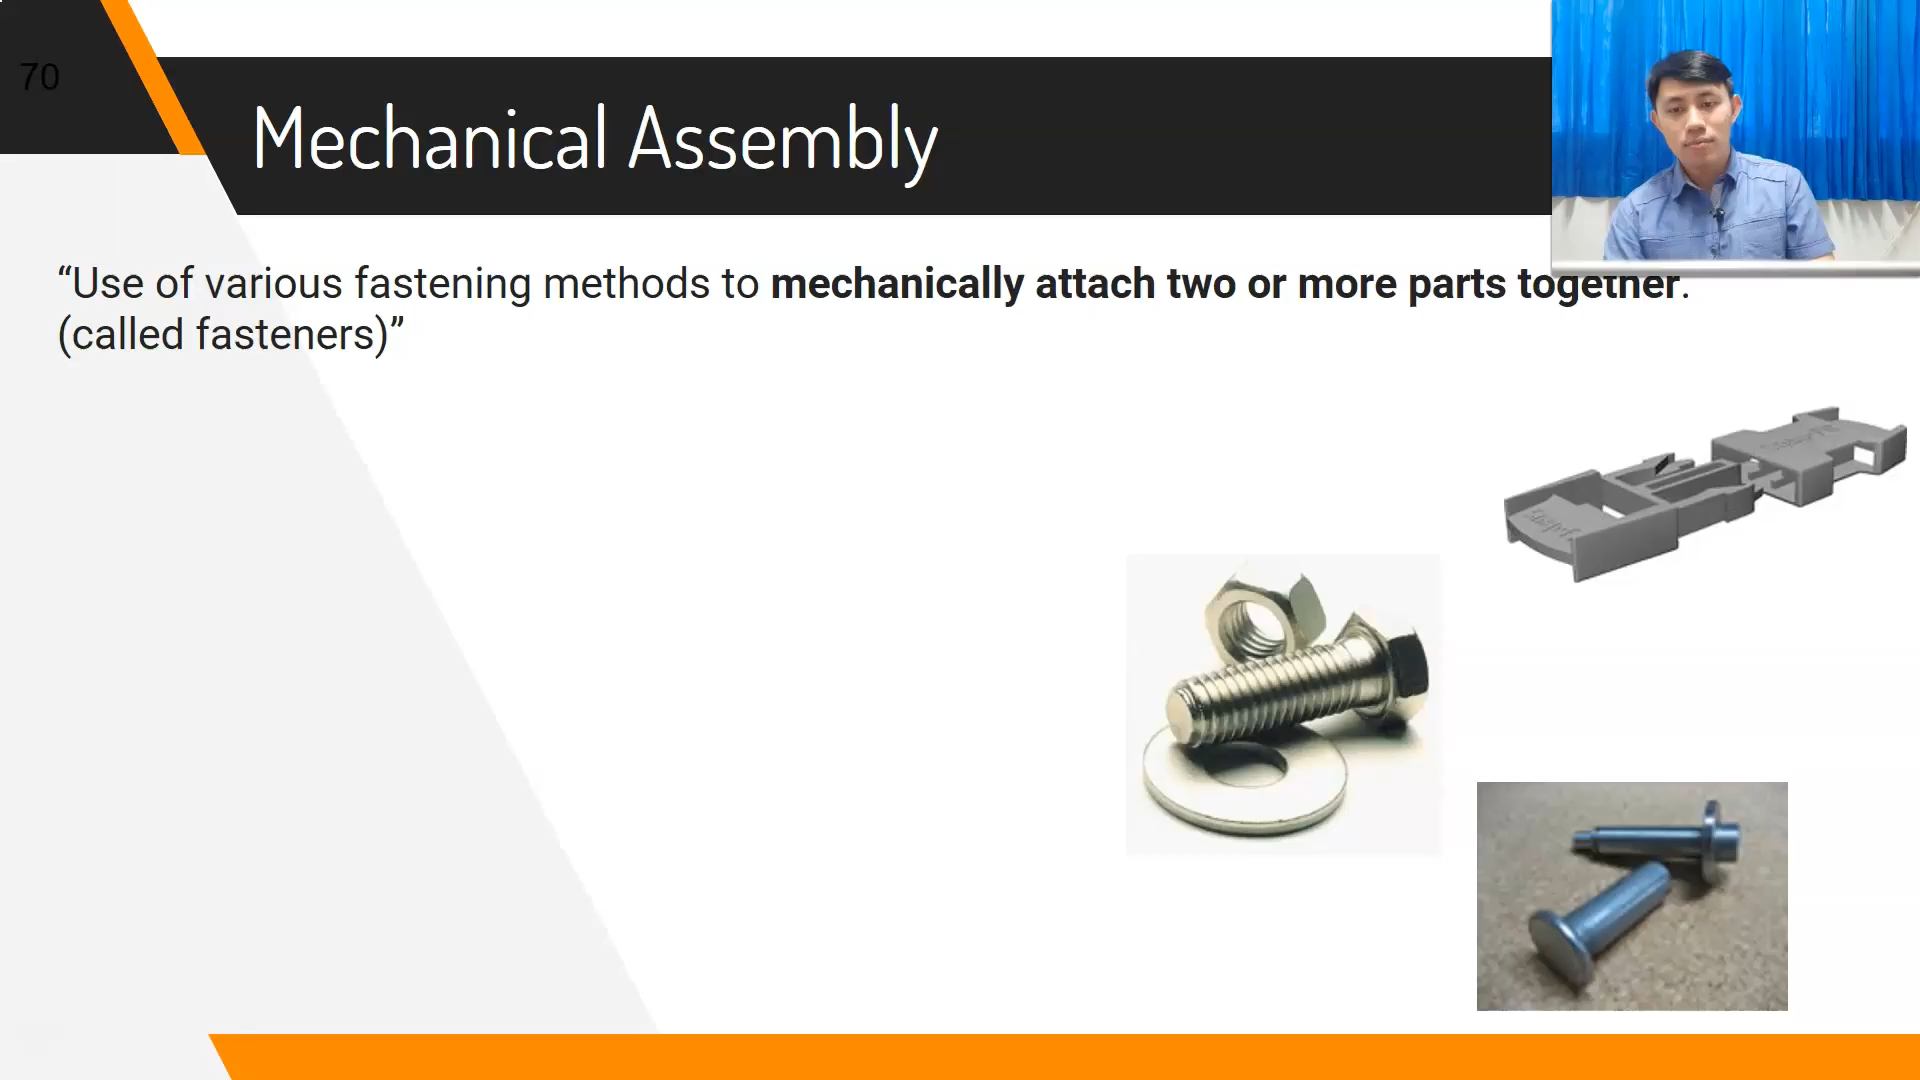 70
Mechanical Assembly
“Use of various fastening methods to mechanically attach two or more parts together.
(called fasteners)”